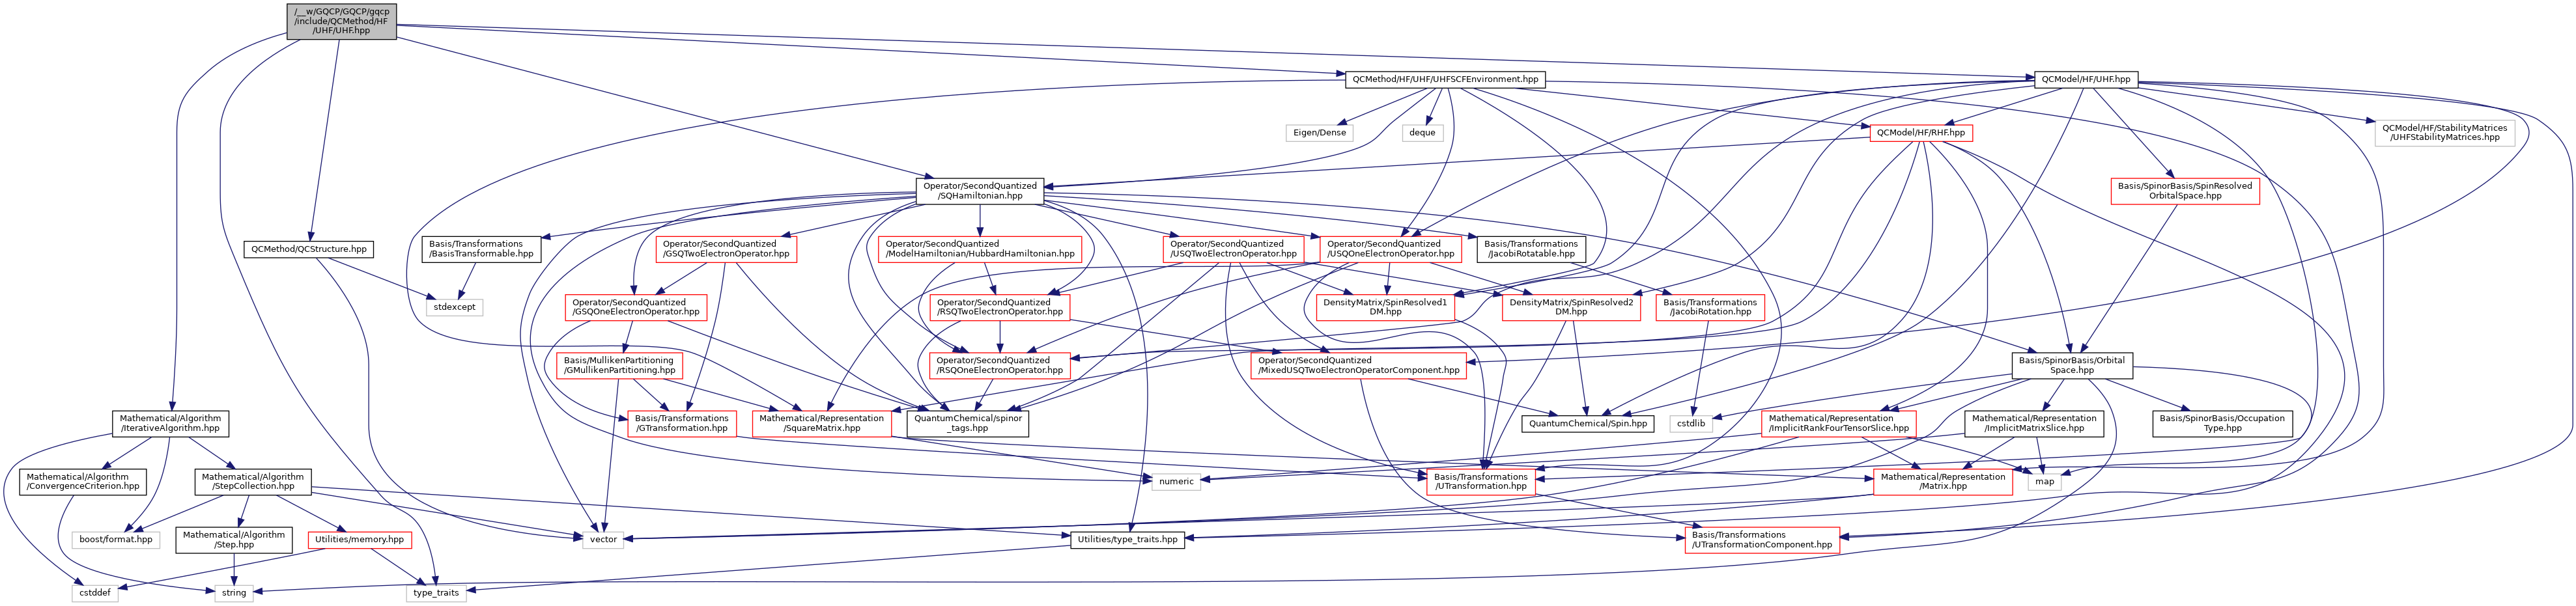 /__w/GQCP/GQCP/gqcp
/include/QCMethod/HF
/UHF/UHF.hpp
QCMethod/HF/UHF/UHFSCFEnvironment.hpp
QCModel/HF/UHF.hpp
Eigen/Dense
deque
QCModel/HF/RHF.hpp
QCModel/HF/StabilityMatrices
/UHFStabilityMatrices.hpp
Operator/SecondQuantized
/SQHamiltonian.hpp
Basis/SpinorBasis/SpinResolved
OrbitalSpace.hpp
QCMethod/QCStructure.hpp
Basis/Transformations
/BasisTransformable.hpp
Operator/SecondQuantized
/GSQTwoElectronOperator.hpp
Operator/SecondQuantized
/ModelHamiltonian/HubbardHamiltonian.hpp
Operator/SecondQuantized
/USQTwoElectronOperator.hpp
Operator/SecondQuantized
/USQOneElectronOperator.hpp
Basis/Transformations
/JacobiRotatable.hpp
stdexcept
Operator/SecondQuantized
/GSQOneElectronOperator.hpp
Operator/SecondQuantized
/RSQTwoElectronOperator.hpp
DensityMatrix/SpinResolved1
DM.hpp
DensityMatrix/SpinResolved2
DM.hpp
Basis/Transformations
/JacobiRotation.hpp
Basis/MullikenPartitioning
/GMullikenPartitioning.hpp
Operator/SecondQuantized
/RSQOneElectronOperator.hpp
Operator/SecondQuantized
/MixedUSQTwoElectronOperatorComponent.hpp
Basis/SpinorBasis/Orbital
Space.hpp
Mathematical/Algorithm
/IterativeAlgorithm.hpp
Basis/Transformations
/GTransformation.hpp
Mathematical/Representation
/SquareMatrix.hpp
QuantumChemical/spinor
_tags.hpp
QuantumChemical/Spin.hpp
cstdlib
Mathematical/Representation
/ImplicitRankFourTensorSlice.hpp
Mathematical/Representation
/ImplicitMatrixSlice.hpp
Basis/SpinorBasis/Occupation
Type.hpp
Mathematical/Algorithm
/ConvergenceCriterion.hpp
Mathematical/Algorithm
/StepCollection.hpp
numeric
Basis/Transformations
/UTransformation.hpp
Mathematical/Representation
/Matrix.hpp
map
boost/format.hpp
Mathematical/Algorithm
/Step.hpp
Utilities/memory.hpp
vector
Utilities/type_traits.hpp
Basis/Transformations
/UTransformationComponent.hpp
cstddef
string
type_traits